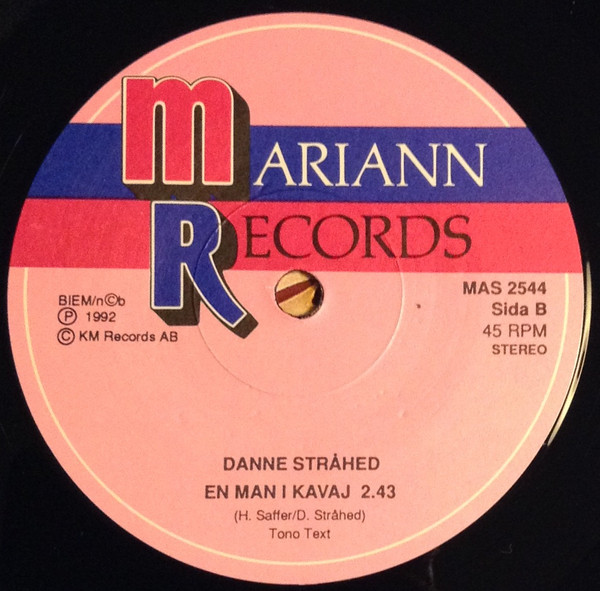 MARIANN
RECORDS
BIEM/n©b
Ⓟ 1992
© KM Records AB
MAS 2544
Sida B
45 RPM
STEREO
DANNE STRÅHED
EN MAN I KAVAJ 2.43
(H. Saffer/D. Stråhed)
Tono Text